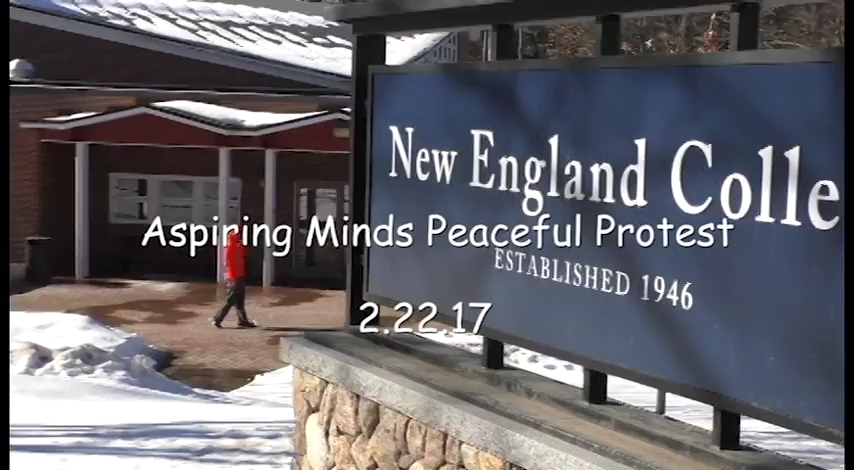 New England Colle
Aspiring Minds Peaceful Protest
ESTABLISHED 1946
2.22.17